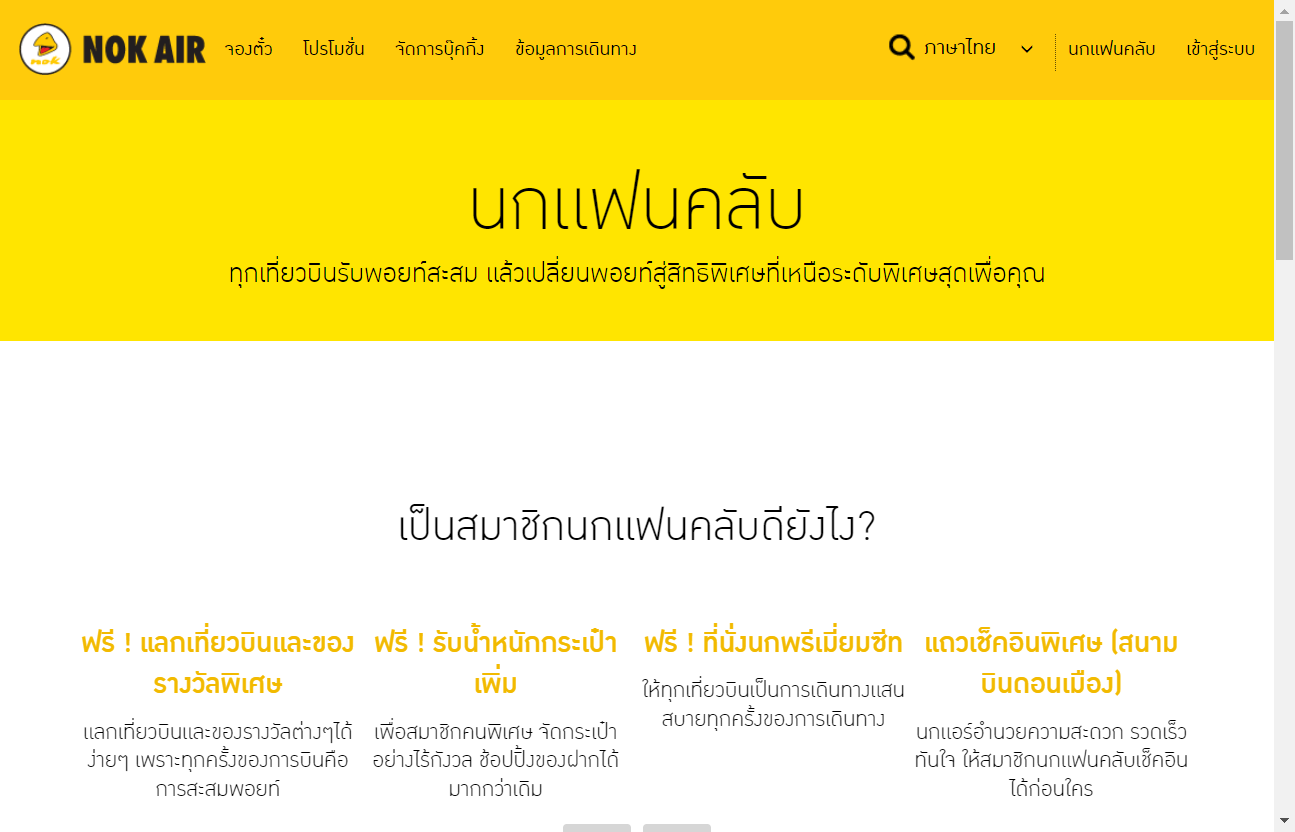 nok
NOK AIR
จองตั๋ว
โปรโมชั่น
จัดการบุ๊คกิ้ง
ข้อมูลการเดินทาง
ภาษาไทย
นกแฟนคลับ
เข้าสู่ระบบ
นกแฟนคลับ
ทุกเที่ยวบินรับพอยท์สะสม แล้วเปลี่ยนพอยท์สู่สิทธิพิเศษที่เหนือระดับพิเศษสุดเพื่อคุณ
เป็นสมาชิกนกแฟนคลับดียังไง?
ฟรี ! แลกเที่ยวบินและของ
รางวัลพิเศษ
แลกเที่ยวบินและของรางวัลต่างๆได้
ง่ายๆ เพราะทุกครั้งของการบินคือ
การสะสมพอยท์
ฟรี ! รับน้ำหนักกระเป๋า
เพิ่ม
เพื่อสมาชิกคนพิเศษ จัดกระเป๋า
อย่างไร้กังวล ช้อปปิ้งของฝากได้
มากกว่าเดิม
ฟรี ! ที่นั่งนกพรีเมี่ยมซีท
ให้ทุกเที่ยวบินเป็นการเดินทางแสน
สบายทุกครั้งของการเดินทาง
แถวเช็คอินพิเศษ (สนาม
บินดอนเมือง)
นกแอร์อำนวยความสะดวก รวดเร็ว
ทันใจ ให้สมาชิกนกแฟนคลับเช็คอิน
ได้ก่อนใคร